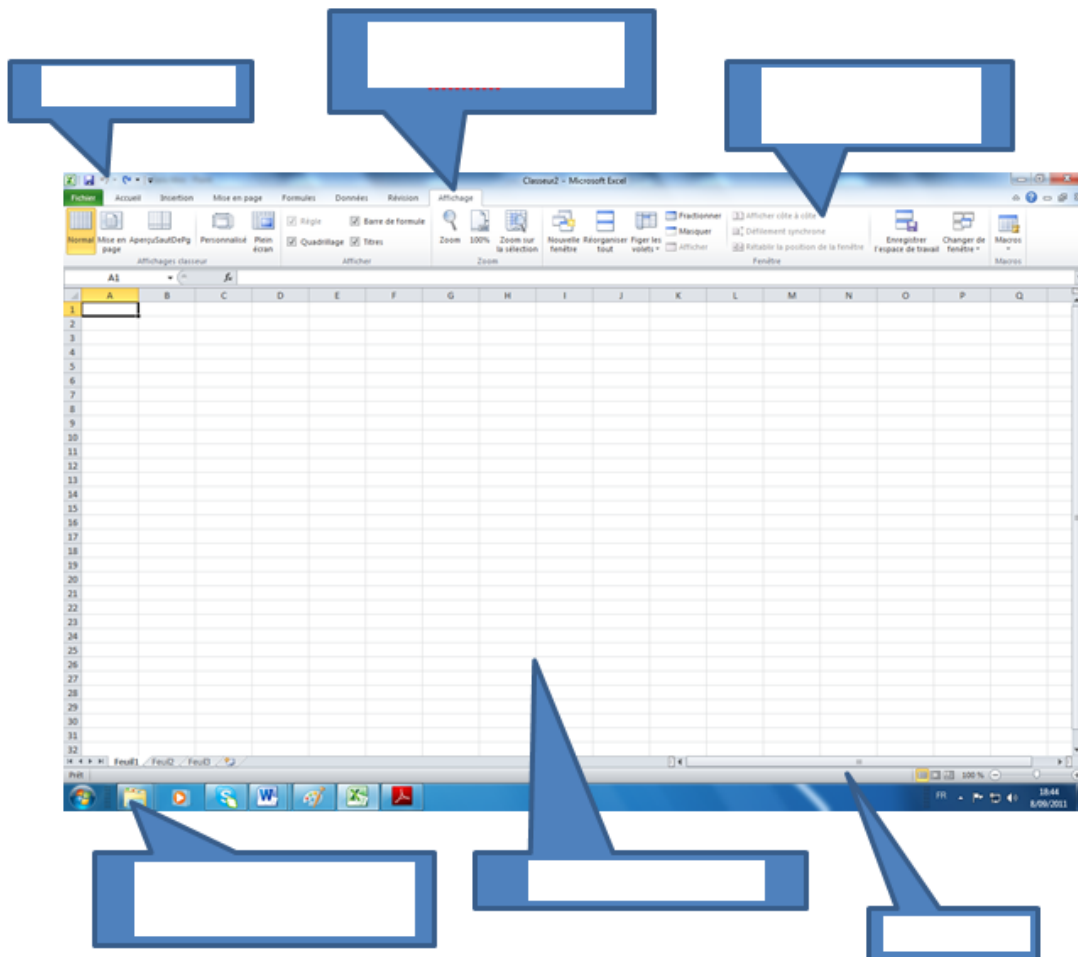 Classeur2 - Microsoft Excel
Fichier Accueil Insertion Mise en page Formules Données Révision Affichage
Normal Mise en page AperçuSautDePg Personnalisé Plein écran
Affichages classeur
Règle Barre de formule
Quadrillage Titres
Afficher
Zoom 100% Zoom sur la sélection
Zoom
Nouvelle fenêtre Réorganiser tout Figer les volets
Fractionner
Masquer
Afficher
Afficher côte à côte
Défilement synchrone
Rétablir la position de la fenêtre
Enregistrer l'espace de travail Changer de fenêtre
Fenêtre
Macros
Macros
A1 fx
A B C D E F G H I J K L M N O P Q
1
2
3
4
5
6
7
8
9
10
11
12
13
14
15
16
17
18
19
20
21
22
23
24
25
26
27
28
29
30
31
32
Feuil1 Feuil2 Feuil3
Prêt 100 %
FR 18:44
8/09/2011